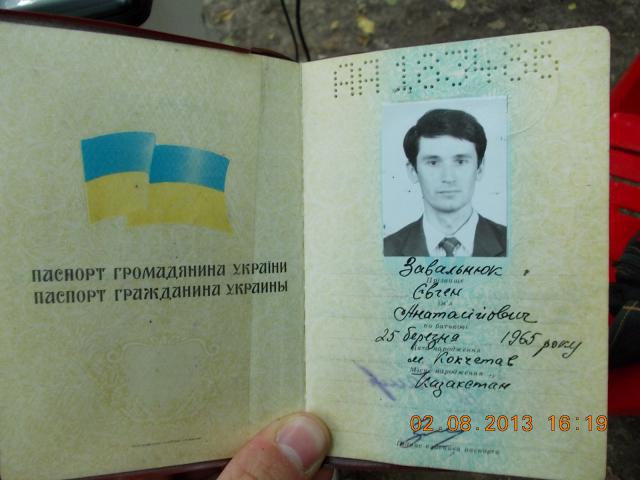 ПАСПОРТ ГРОМАДЯНИНА УКРАЇНИ
ПАСПОРТ ГРАЖДАНИНА УКРАИНЫ
АА 123436
Завальнюк
Прізвище
Євген
Ім'я
Анатолійович
по батькові
25 березня 1965 року
Дата народження
м. Кокчетав
Місце народження
Казахстан
02.08.2013 16:19
Підпис власника паспорта